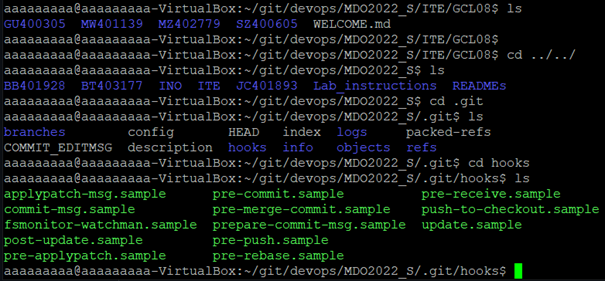 aaaaaaaaa@aaaaaaaaa-VirtualBox:~/git/devops/MDO2022_S/ITE/GCL08$ ls
GU400305  MW401139  MZ402779  SZ400605  WELCOME.md
aaaaaaaaa@aaaaaaaaa-VirtualBox:~/git/devops/MDO2022_S/ITE/GCL08$
aaaaaaaaa@aaaaaaaaa-VirtualBox:~/git/devops/MDO2022_S/ITE/GCL08$ cd ../../
aaaaaaaaa@aaaaaaaaa-VirtualBox:~/git/devops/MDO2022_S$ ls
BB401928  BT403177  INO  ITE  JC401893  Lab_instructions  READMEs
aaaaaaaaa@aaaaaaaaa-VirtualBox:~/git/devops/MDO2022_S$ cd .git
aaaaaaaaa@aaaaaaaaa-VirtualBox:~/git/devops/MDO2022_S/.git$ ls
branches        config       HEAD   index  logs     packed-refs
COMMIT_EDITMSG  description  hooks  info   objects  refs
aaaaaaaaa@aaaaaaaaa-VirtualBox:~/git/devops/MDO2022_S/.git$ cd hooks
aaaaaaaaa@aaaaaaaaa-VirtualBox:~/git/devops/MDO2022_S/.git/hooks$ ls
applypatch-msg.sample      pre-commit.sample          pre-receive.sample
commit-msg.sample          pre-merge-commit.sample    push-to-checkout.sample
fsmonitor-watchman.sample  prepare-commit-msg.sample  update.sample
post-update.sample         pre-push.sample
pre-applypatch.sample      pre-rebase.sample
aaaaaaaaa@aaaaaaaaa-VirtualBox:~/git/devops/MDO2022_S/.git/hooks$